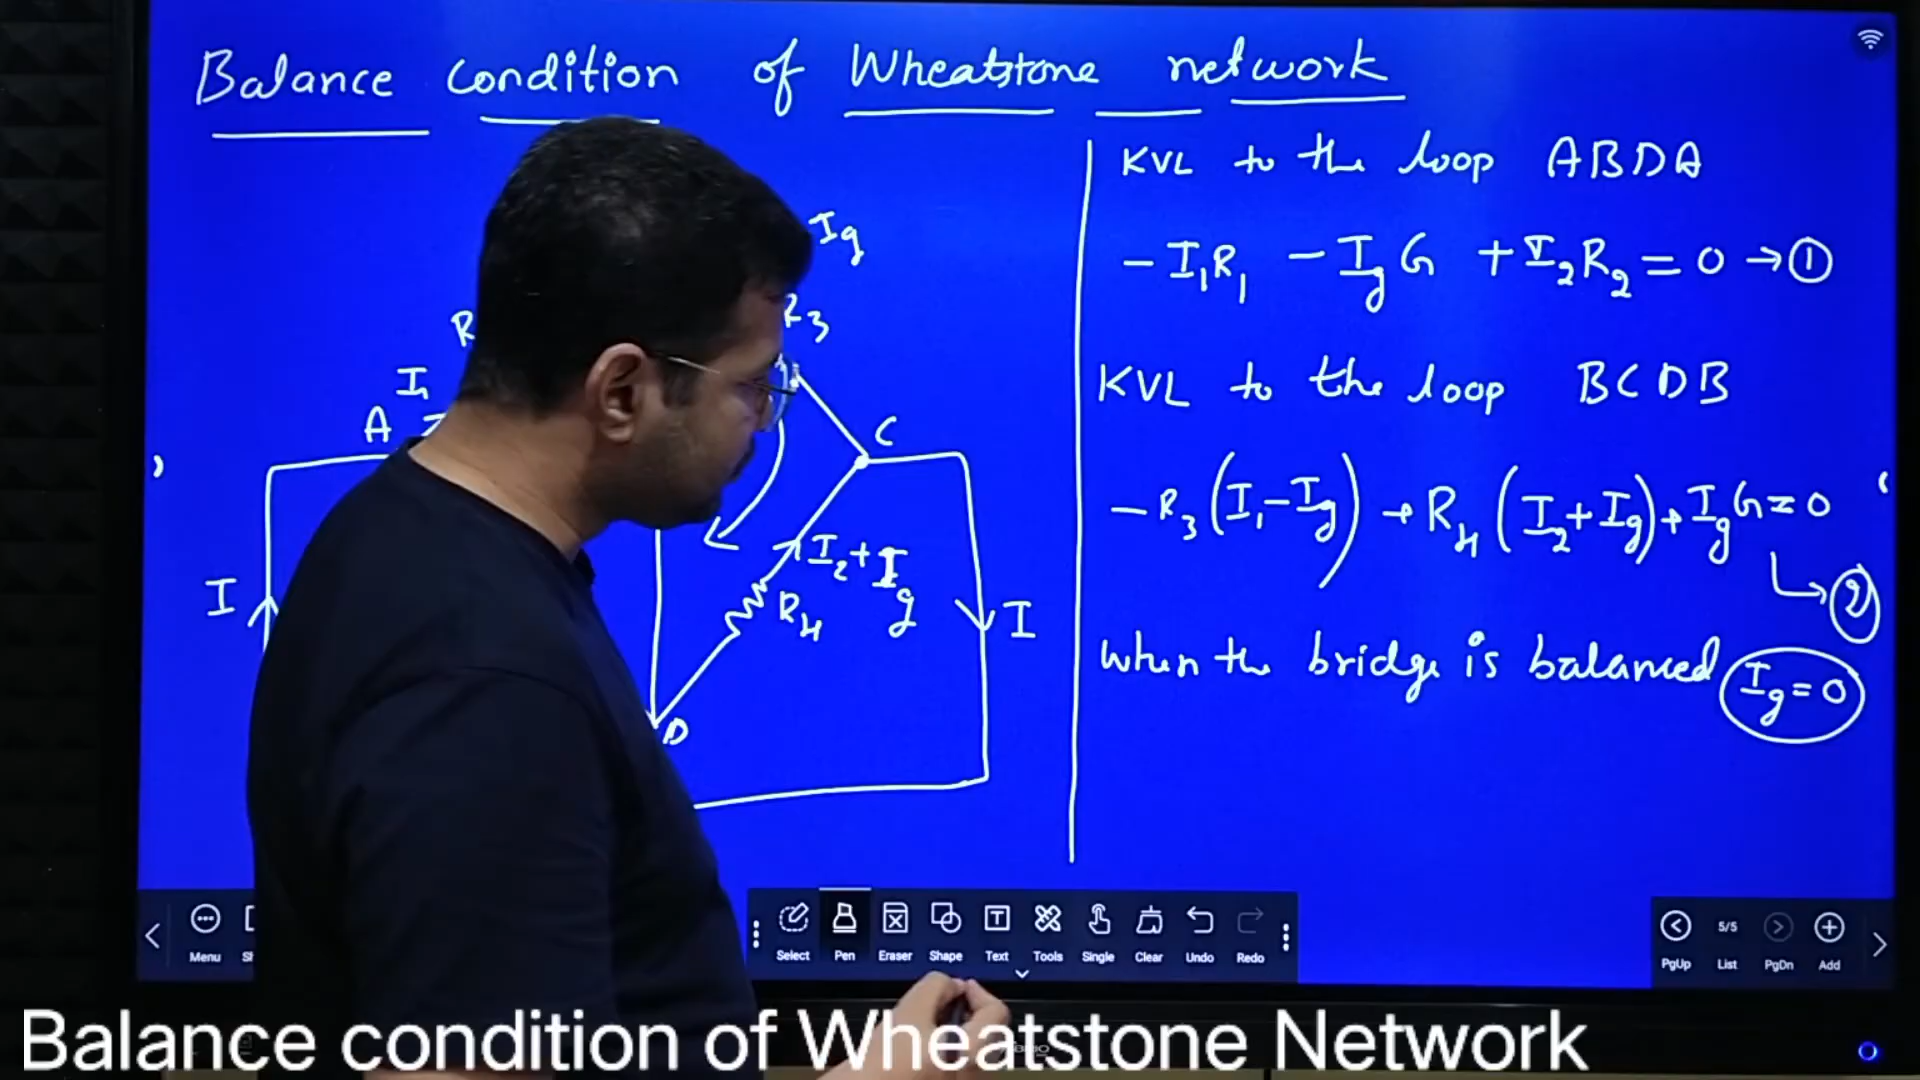 Balance condition of Wheatstone network
KVL to the loop ABDA
-I₁R₁ -I_gG +I₂R₂ = 0 → ①
KVL to the loop BCDB
-R₃(I₁-I_g) + R₄(I₂+I_g) + I_gG = 0
→ ②
When the bridge is balanced I_g = 0
I_g
R
R₃
I₁
A
C
I
I₂+I_g
R₄
I
D
Menu
Select Pen Eraser Shape Text Tools Single Clear Undo Redo
5/5
PgUp List PgDn Add
Balance condition of Wheatstone Network